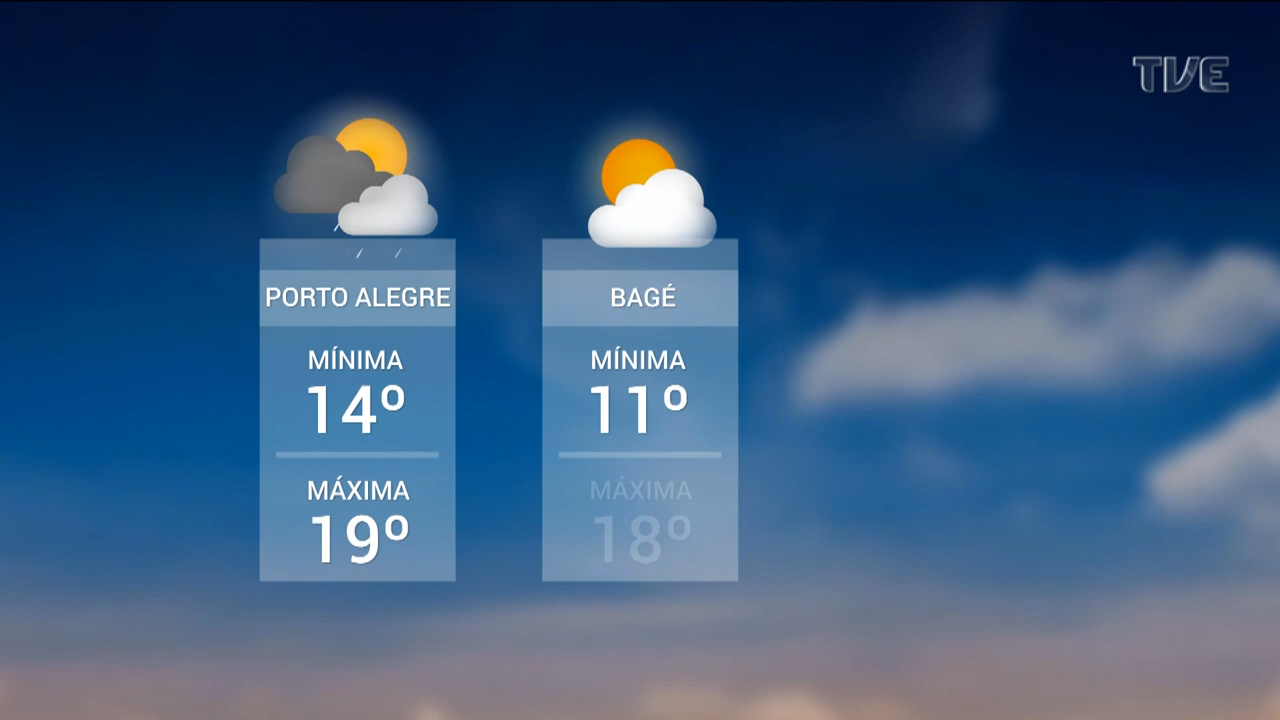 TVE
PORTO ALEGRE
MÍNIMA
14º
MÁXIMA
19º
BAGÉ
MÍNIMA
11º
MÁXIMA
18º